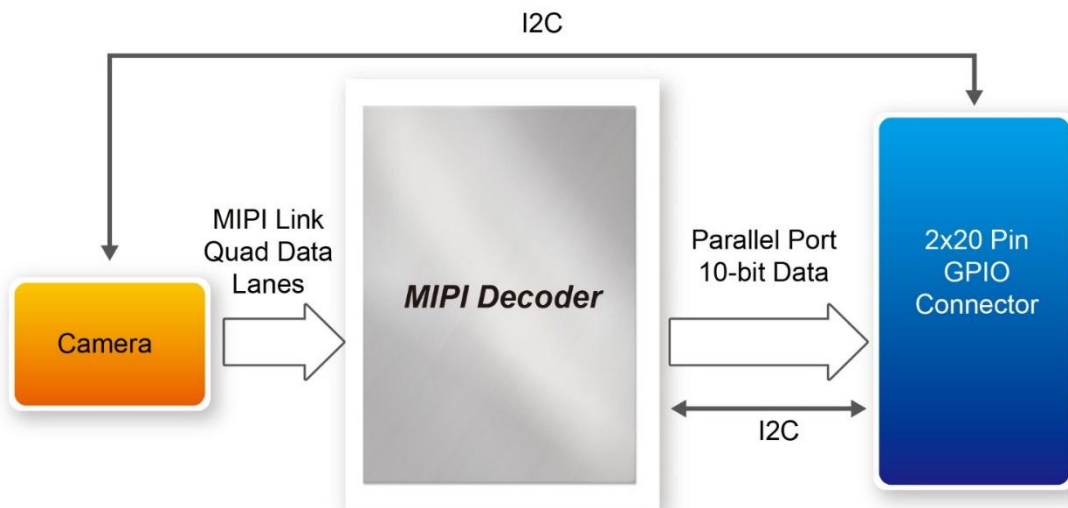 I2C
MIPI Link
Quad Data
Lanes
Camera
MIPI Decoder
Parallel Port
10-bit Data
I2C
2x20 Pin
GPIO
Connector